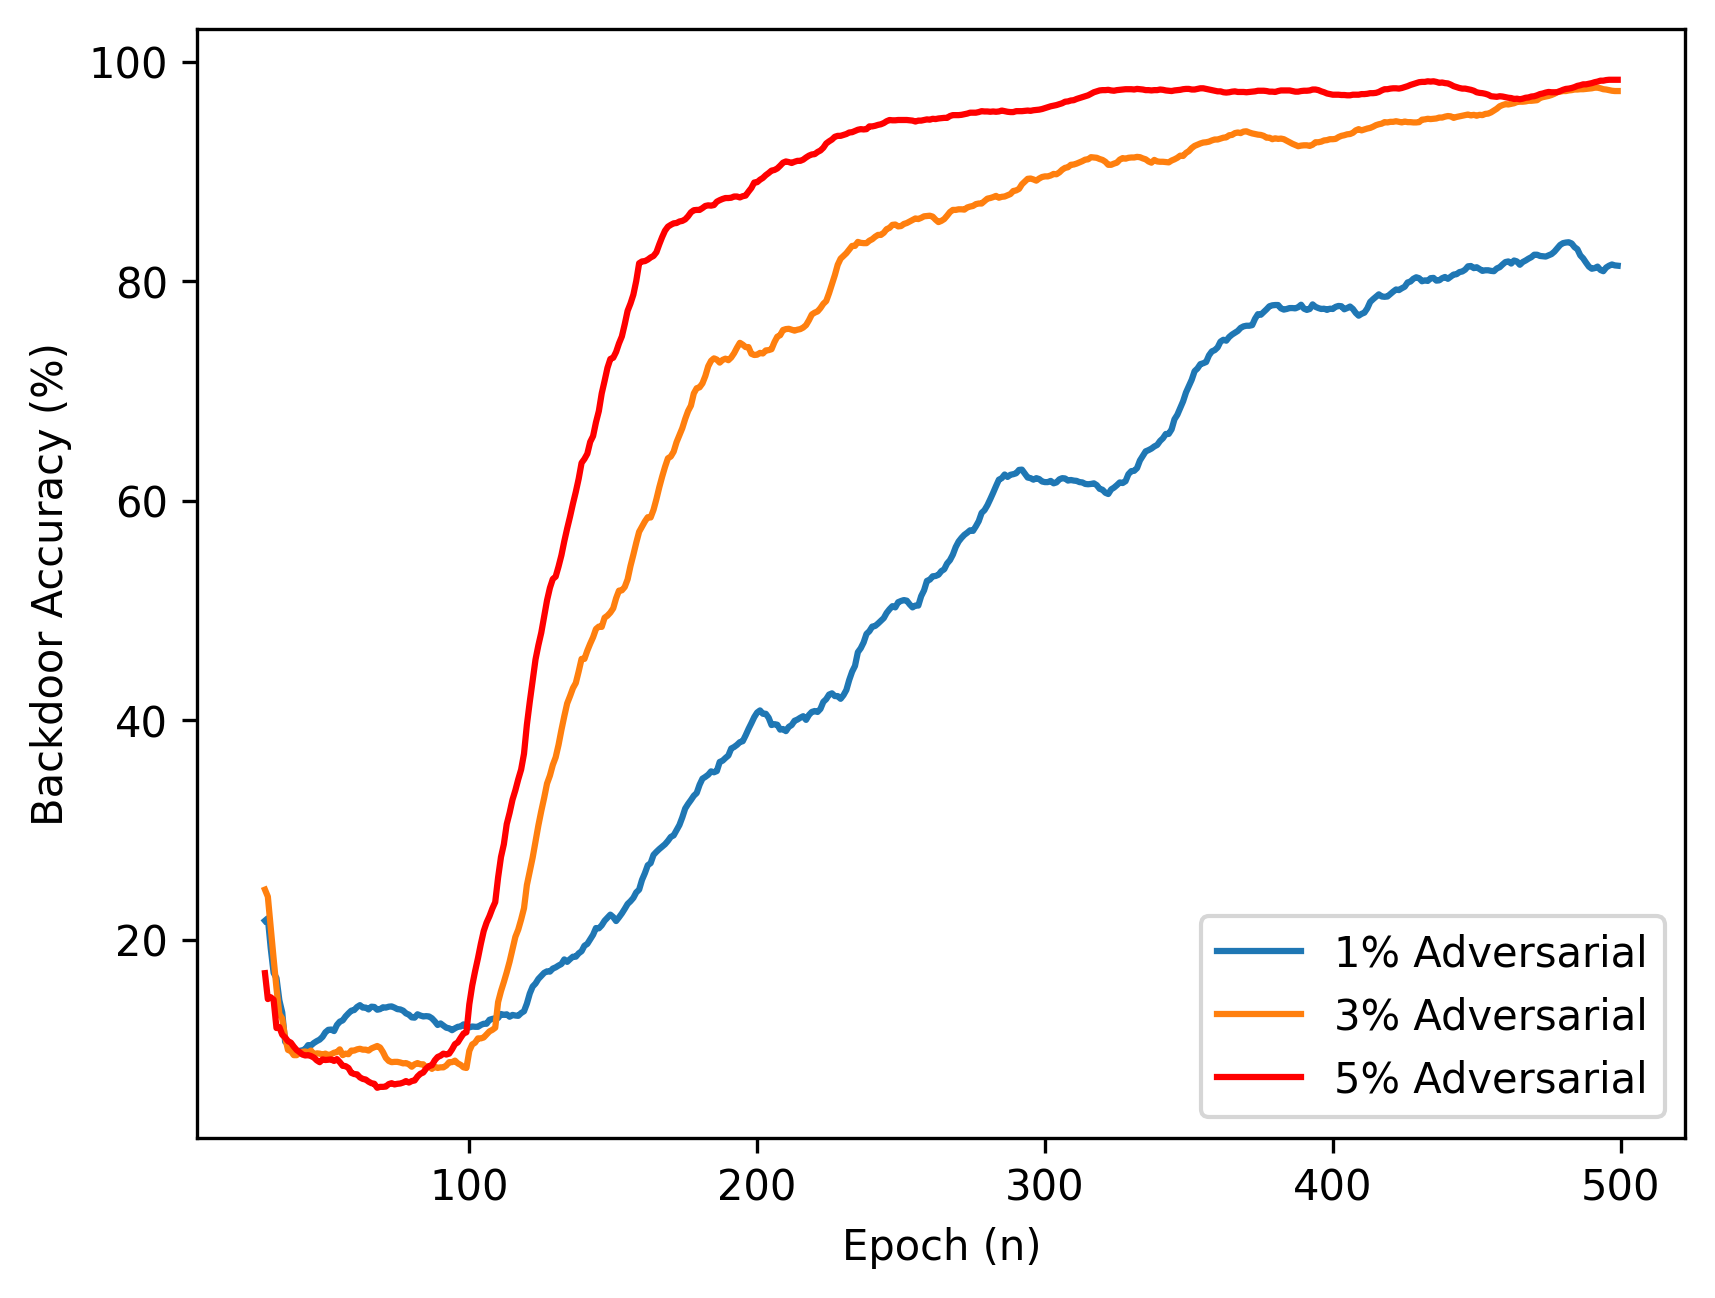 100
80
60
40
20
Backdoor Accuracy (%)
1% Adversarial
3% Adversarial
5% Adversarial
100 200 300 400 500
Epoch (n)